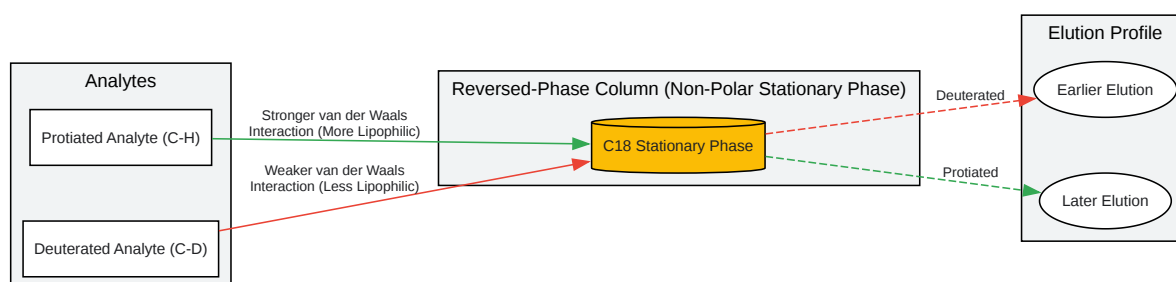 Analytes
Protiated Analyte (C-H)
Deuterated Analyte (C-D)
Stronger van der Waals
Interaction (More Lipophilic)
Weaker van der Waals
Interaction (Less Lipophilic)
Reversed-Phase Column (Non-Polar Stationary Phase)
C18 Stationary Phase
Deuterated
Protiated
Elution Profile
Earlier Elution
Later Elution